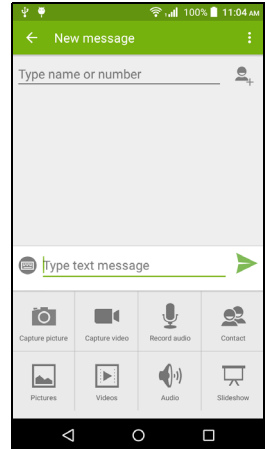 100% 11:04 AM
New message
Type name or number
Type text message
Capture picture Capture video Record audio Contact
Pictures Videos Audio Slideshow